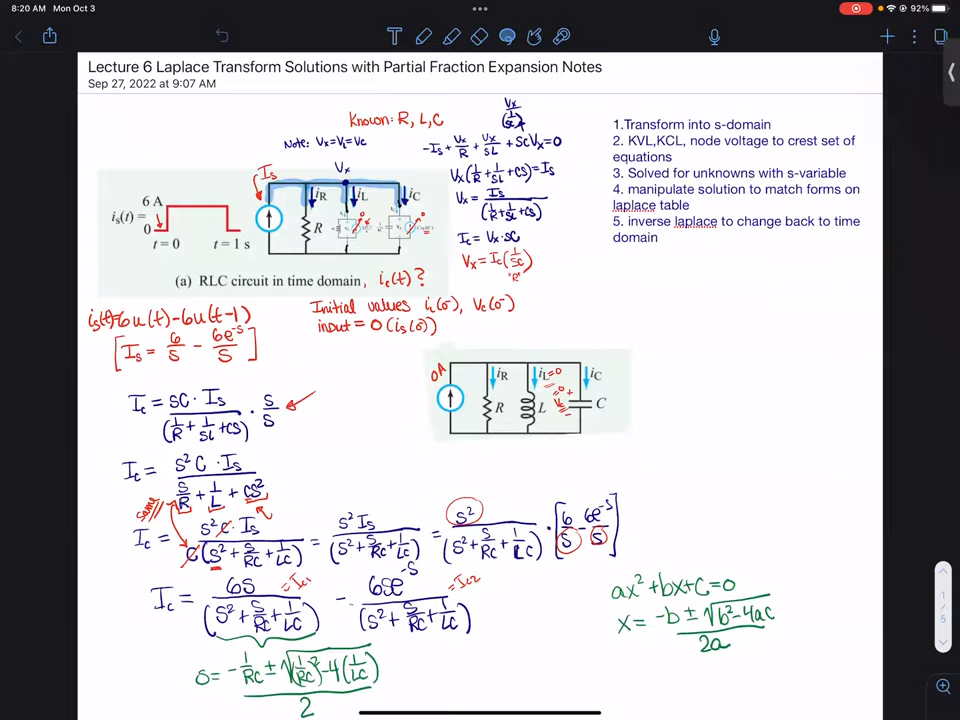 8:20 AM Mon Oct 3
92%
Lecture 6 Laplace Transform Solutions with Partial Fraction Expansion Notes
Sep 27, 2022 at 9:07 AM
Known: R, L, C
Note: Vx=VL=Vc
Vx
Is
6 A
is(t) =
0
t = 0
t = 1 s
iR
iL
iC
R
(a) RLC circuit in time domain, ic(t)?
Vx/(1/sc)
-Is + Vx/R + Vx/SL + SCVx = 0
Vx(1/R + 1/SL + CS) = Is
Vx = Is/(1/R + 1/SL + CS)
Ic = Vx·SC
Vx = Ic(1/SC)
"R"
1.Transform into s-domain
2. KVL,KCL, node voltage to crest set of
equations
3. Solved for unknowns with s-variable
4. manipulate solution to match forms on
laplace table
5. inverse laplace to change back to time
domain
is(t)=6u(t)-6u(t-1)
[Is = 6/S - 6e^-s/S]
Initial values iL(0⁻), Vc(0⁻)
input = 0 (is(0⁻))
0A
iR
iL=0
iC
R
L
C
Ic = SC·Is/(1/R + 1/SL + CS) · S/S
Ic = S²C·Is/(S/R + 1/L + CS²)
same
Ic = S²C·Is/C(S² + S/RC + 1/LC) = S²Is/(S² + S/RC + 1/LC) = S²/(S² + S/RC + 1/LC) · [6/S - 6e^-s/S]
Ic = 6S/(S² + S/RC + 1/LC) =Ic1 - 6Se^-s/(S² + S/RC + 1/LC) =Ic2
s = -1/RC ± √((1/RC)² - 4(1/LC))/2
ax²+bx+c=0
x = -b ± √b²-4ac/2a
1
/
5